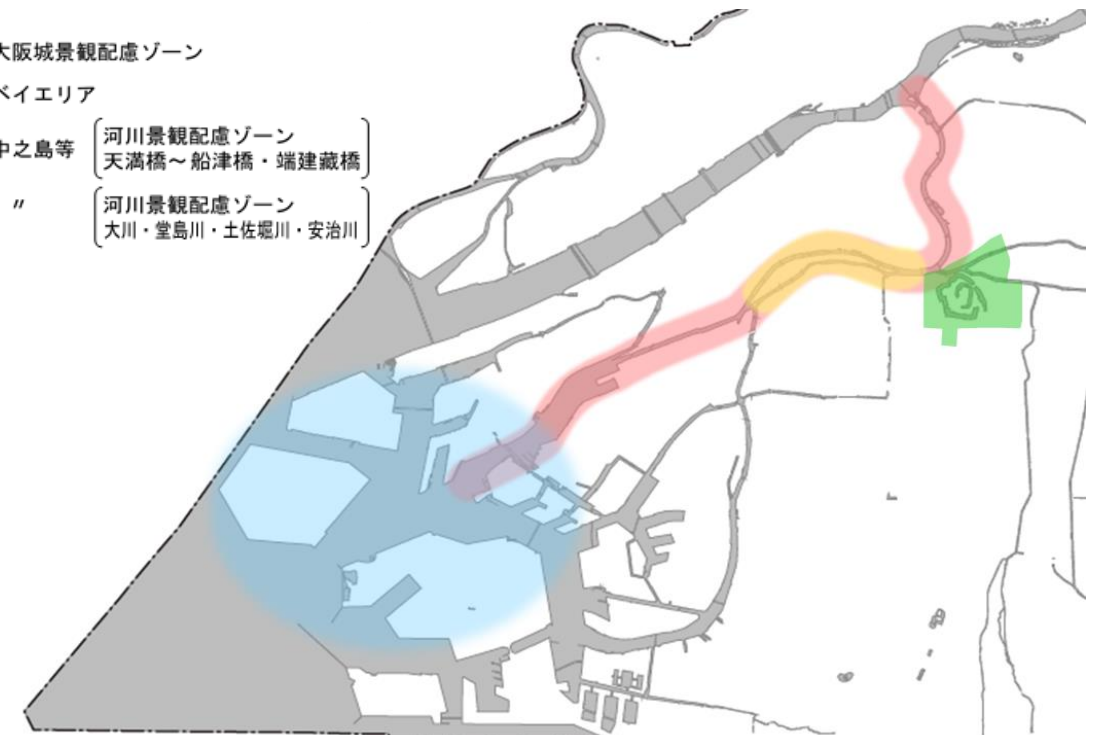 大阪城景観配慮ゾーン
ベイエリア
中之島等
河川景観配慮ゾーン
天満橋～船津橋・端建藏橋
〃
河川景観配慮ゾーン
大川・堂島川・土佐堀川・安治川